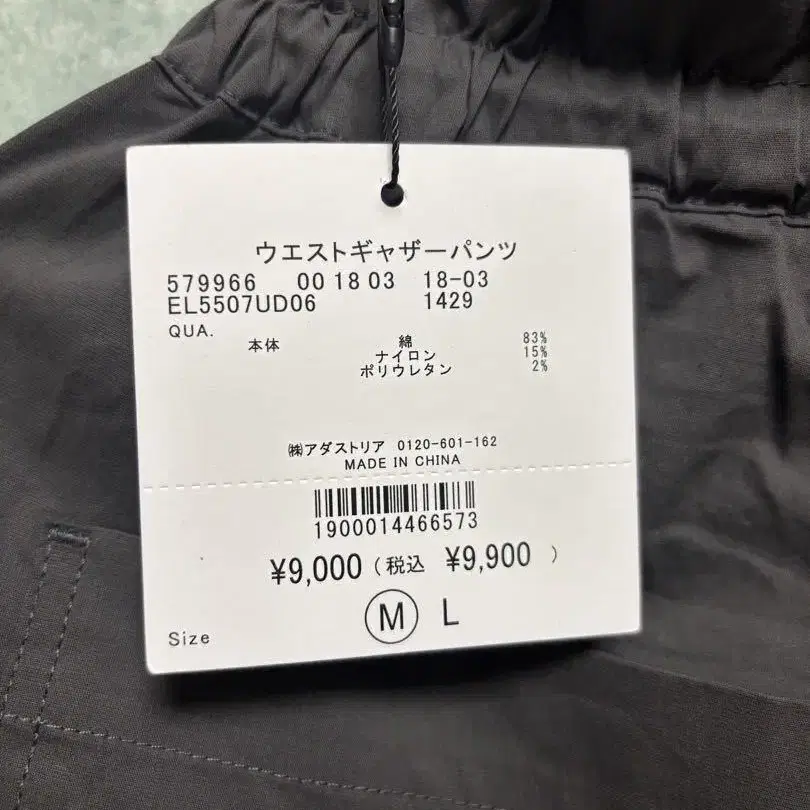 ウエストギャザーパンツ
579966 00 18 03 18-03
EL5507UD06 1429
QUA.
本体 綿 83%
ナイロン 15%
ポリウレタン 2%
㈱アダストリア 0120-601-162
MADE IN CHINA
1900014466573
¥9,000 (税込 ¥9,900 )
Size M L